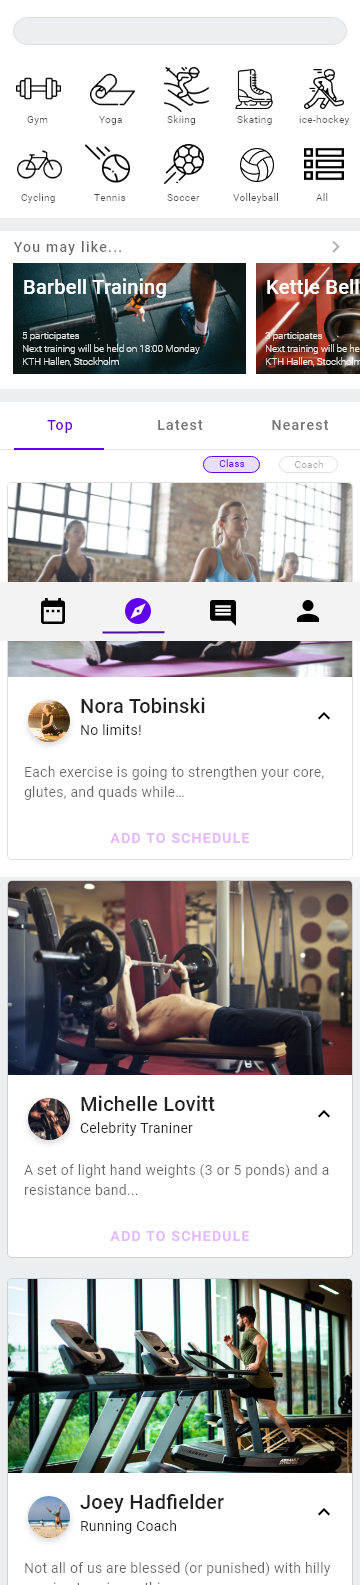 Gym
Yoga
Skiing
Skating
ice-hockey
Cycling
Tennis
Soccer
Volleyball
All
You may like...
Barbell Training
5 participates
Next training will be held on 18:00 Monday
KTH Hallen, Stockholm
Kettle Bell
3 participates
Next training will be he
KTH Hallen, Stockholm
Top
Latest
Nearest
Class
Coach
Nora Tobinski
No limits!
Each exercise is going to strengthen your core,
glutes, and quads while…
ADD TO SCHEDULE
Michelle Lovitt
Celebrity Traniner
A set of light hand weights (3 or 5 ponds) and a
resistance band...
ADD TO SCHEDULE
Joey Hadfielder
Running Coach
Not all of us are blessed (or punished) with hilly